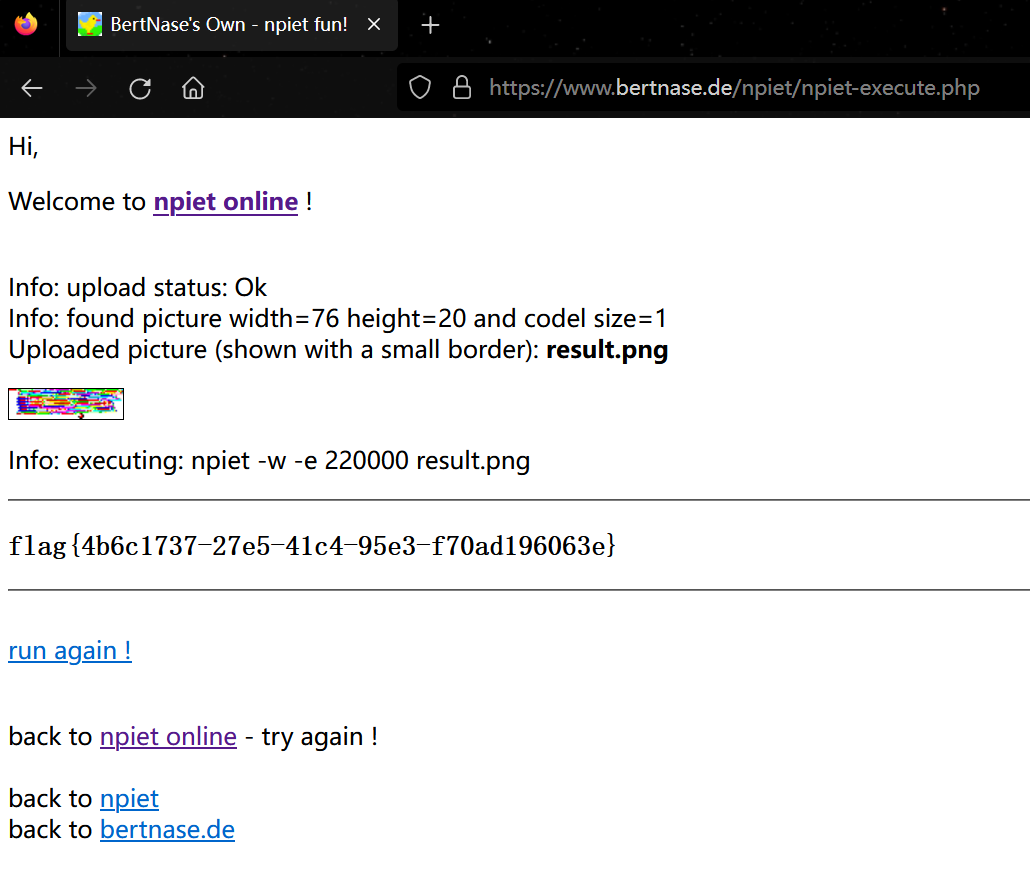 BertNase's Own - npiet fun!
https://www.bertnase.de/npiet/npiet-execute.php
Hi,
Welcome to npiet online !
Info: upload status: Ok
Info: found picture width=76 height=20 and codel size=1
Uploaded picture (shown with a small border): result.png
Info: executing: npiet -w -e 220000 result.png
flag{4b6c1737-27e5-41c4-95e3-f70ad196063e}
run again !
back to npiet online - try again !
back to npiet
back to bertnase.de